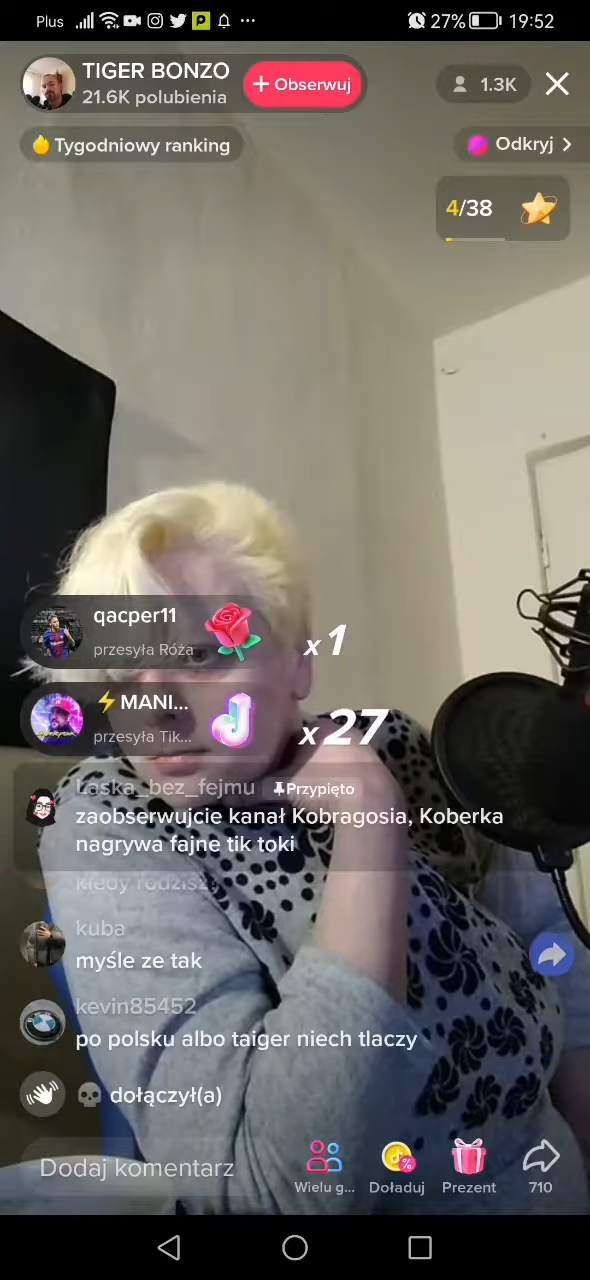 Plus 27% 19:52
TIGER BONZO
21.6K polubienia
+ Obserwuj
1.3K
Tygodniowy ranking
Odkryj >
4/38
qacper11
przesyła Róża
x1
⚡MANI...
przesyła Tik...
x27
Laska_bez_fejmu Przypięto
zaobserwujcie kanał Kobragosia, Koberka
nagrywa fajne tik toki
kiedy rodzisz?
kuba
myśle ze tak
kevin85452
po polsku albo taiger niech tlaczy
💀 dołączył(a)
Dodaj komentarz
Wielu g...
Doładuj
Prezent
710